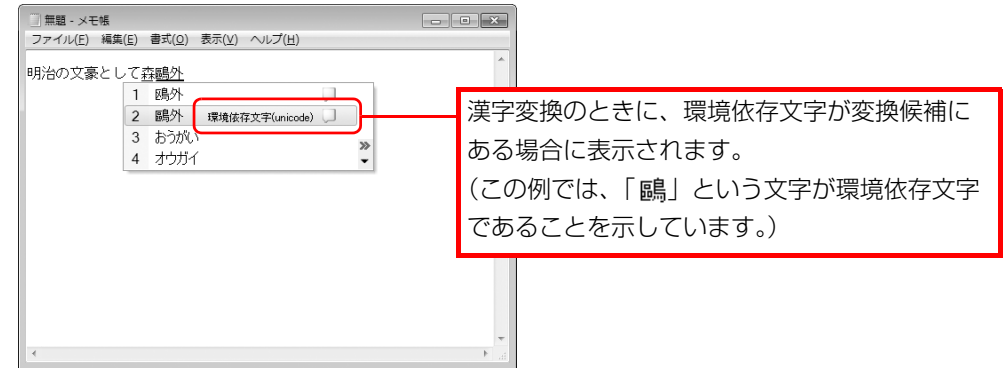 無題 - メモ帳
ファイル(F) 編集(E) 書式(O) 表示(V) ヘルプ(H)
明治の文豪として森鷗外
1 鴎外
2 鷗外 環境依存文字(unicode)
3 おうがい
4 オウガイ
漢字変換のときに、環境依存文字が変換候補に
ある場合に表示されます。
(この例では、「鷗」という文字が環境依存文字
であることを示しています。)